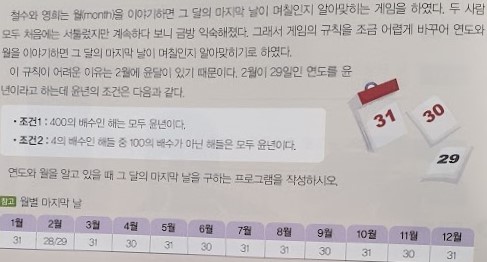 철수와 영희는 월(month)을 이야기하면 그 달의 마지막 날이 며칠인지 알아맞히는 게임을 하였다. 두 사람
모두 처음에는 서툴렀지만 계속하다 보니 금방 익숙해졌다. 그래서 게임의 규칙을 조금 어렵게 바꾸어 연도와
월을 이야기하면 그 달의 마지막 날이 며칠인지 알아맞히기로 하였다.
이 규칙이 어려운 이유는 2월에 윤달이 있기 때문이다. 2월이 29일인 연도를 윤
년이라고 하는데 윤년의 조건은 다음과 같다.
• 조건1 : 400의 배수인 해는 모두 윤년이다.
• 조건2 : 4의 배수인 해들 중 100의 배수가 아닌 해들은 모두 윤년이다.
31
30
29
연도와 월을 알고 있을 때 그 달의 마지막 날을 구하는 프로그램을 작성하시오.
참고 월별 마지막 날
1월 2월 3월 4월 5월 6월 7월 8월 9월 10월 11월 12월
31 28/29 31 30 31 30 31 31 30 31 30 31